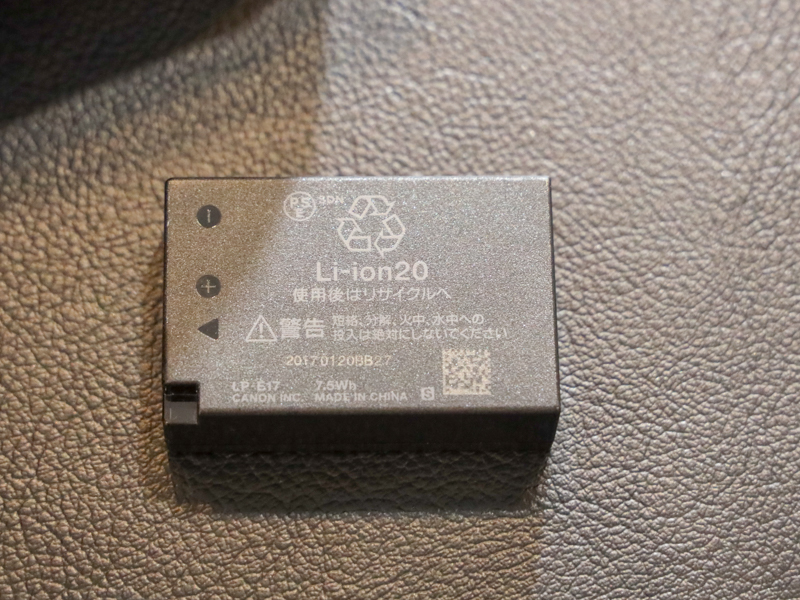 PS
E
BDN
Li-ion20
使用後はリサイクルへ
警告 短絡、分解、火中、水中への
投入は絶対にしないでください
20170120BB27
LP-E17 7.5Wh
CANON INC. MADE IN CHINA S